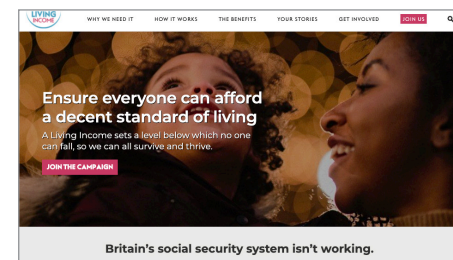 LIVING
INCOME
WHY WE NEED IT
HOW IT WORKS
THE BENEFITS
YOUR STORIES
GET INVOLVED
JOIN US
Ensure everyone can afford
a decent standard of living
A Living Income sets a level below which no one
can fall, so we can all survive and thrive.
JOIN THE CAMPAIGN
Britain’s social security system isn’t working.